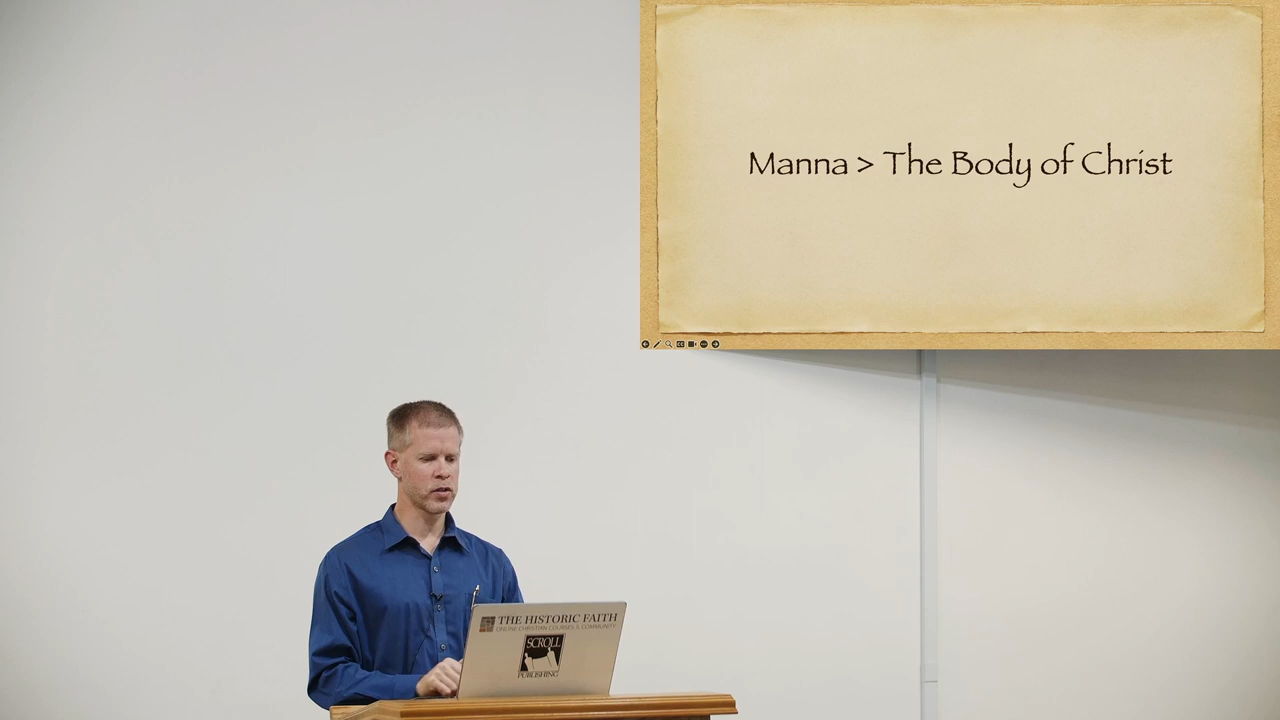 Manna > The Body of Christ
THE HISTORIC FAITH
ONLINE CHRISTIAN COURSES & COMMUNITY
SCROLL
PUBLISHING